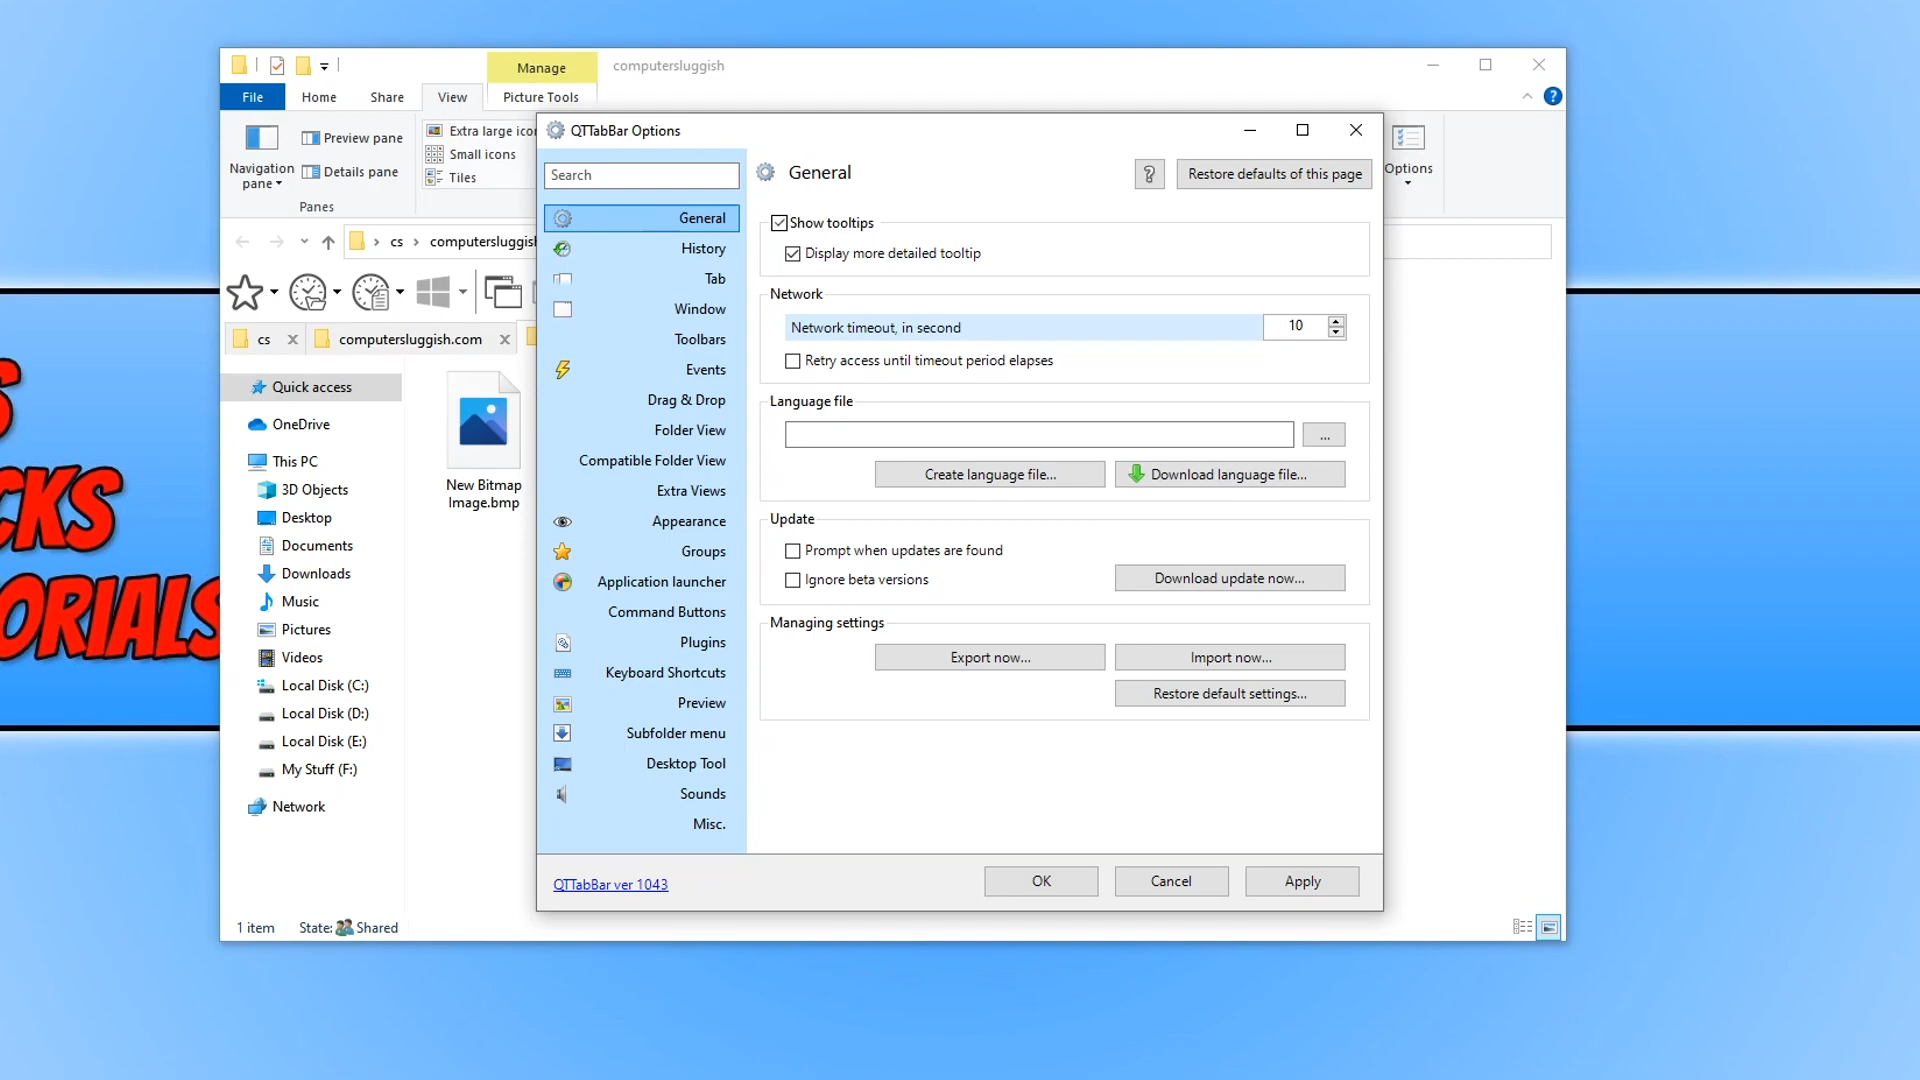 Manage
computersluggish
File
Home
Share
View
Picture Tools
Navigation pane
Preview pane
Details pane
Panes
Extra large icon
Small icons
Tiles
Options
cs
computersluggish
cs
computersluggish.com
Quick access
OneDrive
This PC
3D Objects
Desktop
Documents
Downloads
Music
Pictures
Videos
Local Disk (C:)
Local Disk (D:)
Local Disk (E:)
My Stuff (F:)
Network
New Bitmap
Image.bmp
1 item
State: Shared
QTTabBar Options
Search
General
History
Tab
Window
Toolbars
Events
Drag & Drop
Folder View
Compatible Folder View
Extra Views
Appearance
Groups
Application launcher
Command Buttons
Plugins
Keyboard Shortcuts
Preview
Subfolder menu
Desktop Tool
Sounds
Misc.
General
?
Restore defaults of this page
Show tooltips
Display more detailed tooltip
Network
Network timeout, in second
10
Retry access until timeout period elapses
Language file
...
Create language file...
Download language file...
Update
Prompt when updates are found
Ignore beta versions
Download update now...
Managing settings
Export now...
Import now...
Restore default settings...
QTTabBar ver 1043
OK
Cancel
Apply
S
CKS
ORIALS